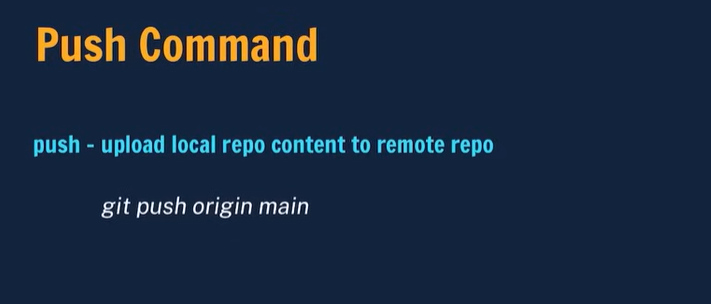 Push Command
push - upload local repo content to remote repo
git push origin main